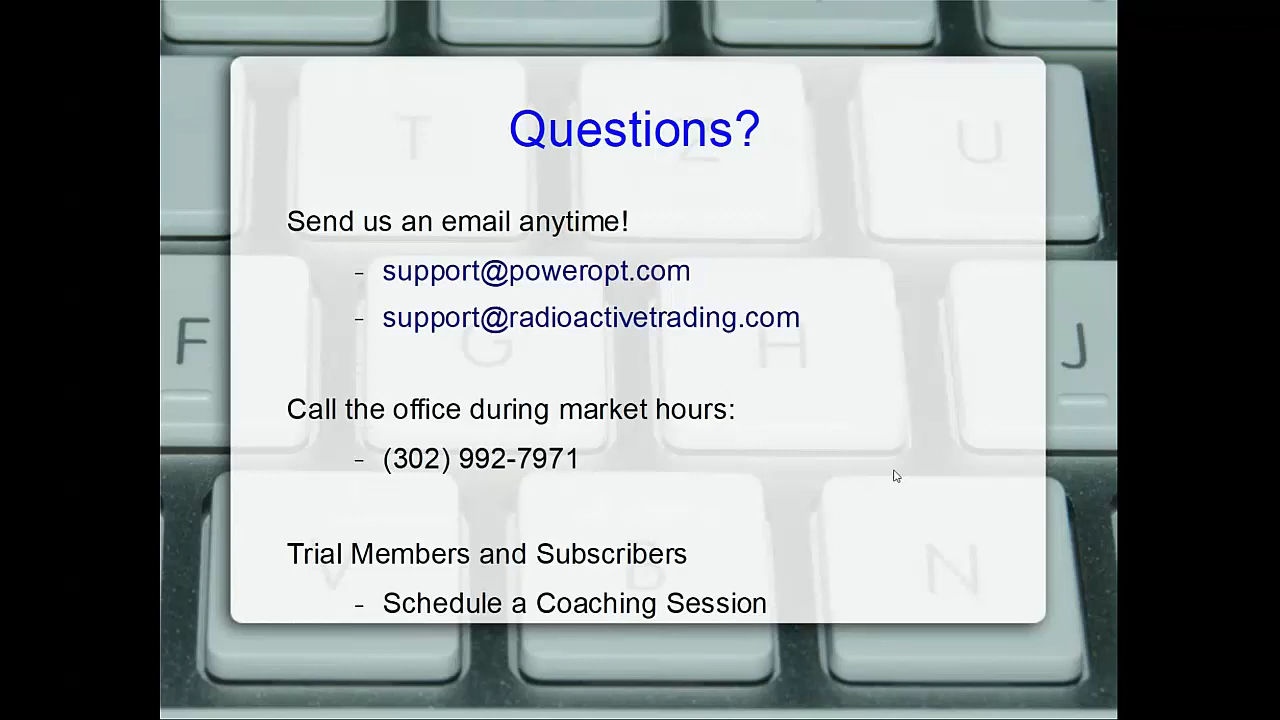 Questions?
Send us an email anytime!
- support@poweropt.com
- support@radioactivetrading.com
Call the office during market hours:
- (302) 992-7971
Trial Members and Subscribers
- Schedule a Coaching Session
T Z U
F G H J
V B N